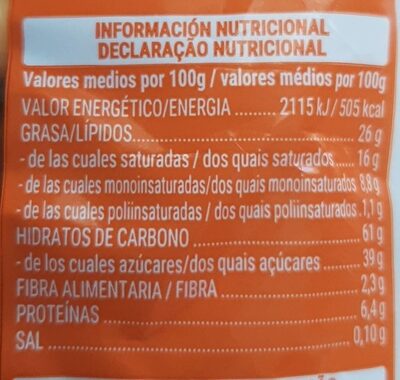 INFORMACIÓN NUTRICIONAL
DECLARAÇÃO NUTRICIONAL
Valores medios por 100g / valores médios por 100g
VALOR ENERGÉTICO/ENERGIA ......... 2115 kJ / 505 kcal
GRASA/LÍPIDOS.................................................... 26 g
- de las cuales saturadas / dos quais saturados..... 16 g
- de las cuales monoinsaturadas/dos quais monoinsaturados 8,8g
- de las cuales poliinsaturadas / dos quais poliinsaturados .1,1 g
HIDRATOS DE CARBONO ....................................... 61 g
- de los cuales azúcares/dos quais açúcares........... 39 g
FIBRA ALIMENTARIA / FIBRA ............................... 2,3 g
PROTEÍNAS ........................................................ 6,4 g
SAL .................................................................. 0,10 g